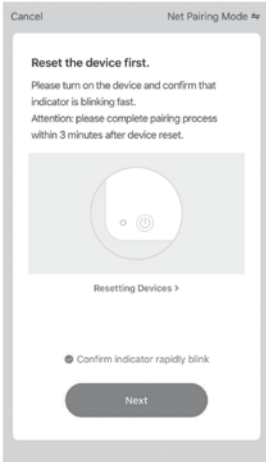 Cancel Net Pairing Mode ⇋
Reset the device first.
Please turn on the device and confirm that
indicator is blinking fast.
Attention: please complete pairing process
within 3 minutes after device reset.
Resetting Devices >
Confirm indicator rapidly blink
Next